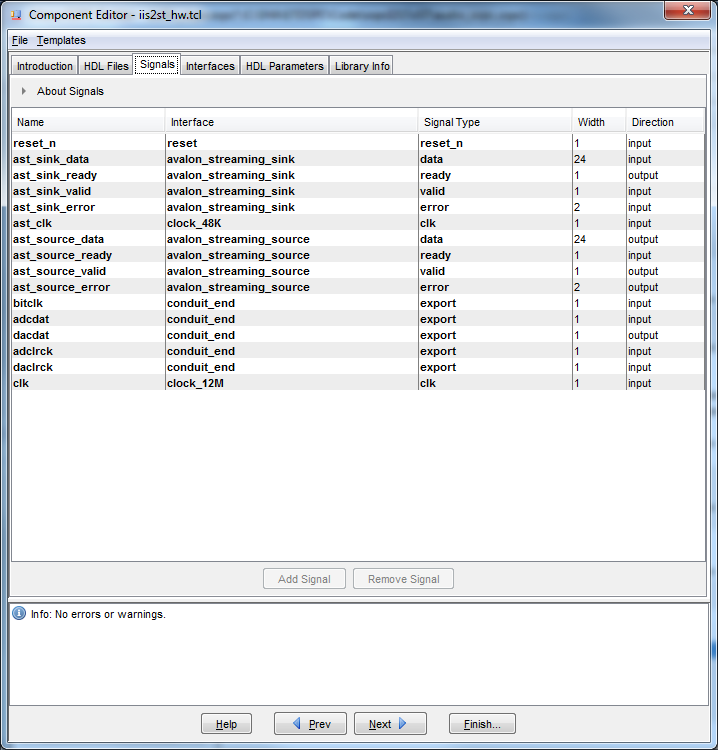 Component Editor - iis2st_hw.tcl
File Templates
Introduction HDL Files Signals Interfaces HDL Parameters Library Info
About Signals
Name Interface Signal Type Width Direction
reset_n reset reset_n 1 input
ast_sink_data avalon_streaming_sink data 24 input
ast_sink_ready avalon_streaming_sink ready 1 output
ast_sink_valid avalon_streaming_sink valid 1 input
ast_sink_error avalon_streaming_sink error 2 input
ast_clk clock_48K clk 1 input
ast_source_data avalon_streaming_source data 24 output
ast_source_ready avalon_streaming_source ready 1 input
ast_source_valid avalon_streaming_source valid 1 output
ast_source_error avalon_streaming_source error 2 output
bitclk conduit_end export 1 input
adcdat conduit_end export 1 input
dacdat conduit_end export 1 output
adclrck conduit_end export 1 input
daclrck conduit_end export 1 input
clk clock_12M clk 1 input
Add Signal Remove Signal
Info: No errors or warnings.
Help Prev Next Finish...